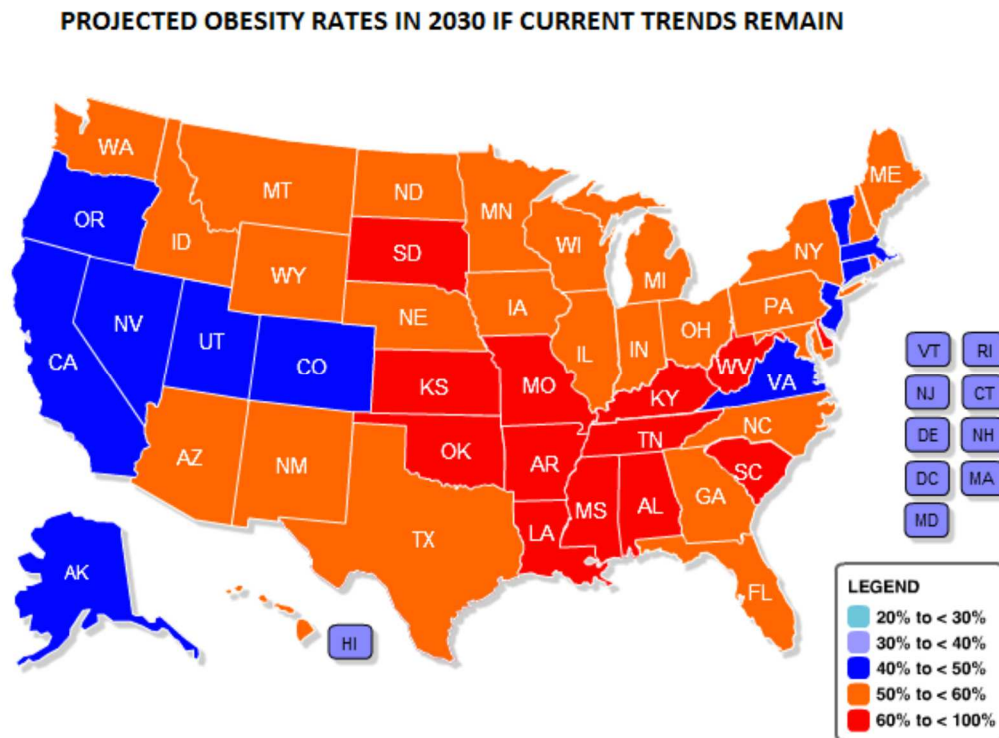 PROJECTED OBESITY RATES IN 2030 IF CURRENT TRENDS REMAIN
WA
MT
ND
MN
ME
OR
ID
SD
WI
NY
WY
MI
IA
PA
NE
NV
UT
IL
IN
OH
CA
CO
WV
VA
KS
MO
KY
NC
TN
AZ
NM
OK
AR
SC
MS
AL
GA
LA
TX
FL
AK
HI
VT RI
NJ CT
DE NH
DC MA
MD
LEGEND
20% to < 30%
30% to < 40%
40% to < 50%
50% to < 60%
60% to < 100%